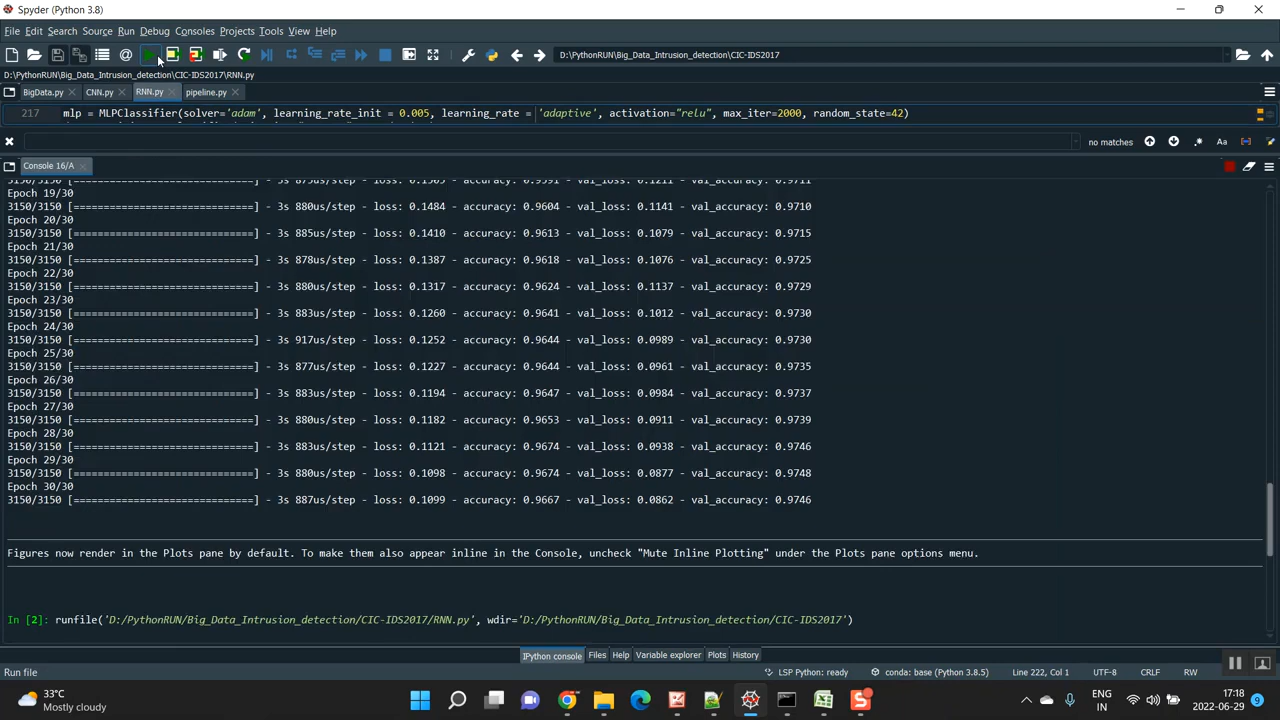 Spyder (Python 3.8)
File Edit Search Source Run Debug Consoles Projects Tools View Help
D:\PythonRUN\Big_Data_Intrusion_detection\CIC-IDS2017
D:\PythonRUN\Big_Data_Intrusion_detection\CIC-IDS2017\RNN.py
BigData.py CNN.py RNN.py pipeline.py
217 mlp = MLPClassifier(solver='adam', learning_rate_init = 0.005, learning_rate = 'adaptive', activation="relu", max_iter=2000, random_state=42)
no matches Aa
Console 16/A
3150/3150 [==============================] - 3s 875us/step - loss: 0.1505 - accuracy: 0.9591 - val_loss: 0.1211 - val_accuracy: 0.9711
Epoch 19/30
3150/3150 [==============================] - 3s 880us/step - loss: 0.1484 - accuracy: 0.9604 - val_loss: 0.1141 - val_accuracy: 0.9710
Epoch 20/30
3150/3150 [==============================] - 3s 885us/step - loss: 0.1410 - accuracy: 0.9613 - val_loss: 0.1079 - val_accuracy: 0.9715
Epoch 21/30
3150/3150 [==============================] - 3s 878us/step - loss: 0.1387 - accuracy: 0.9618 - val_loss: 0.1076 - val_accuracy: 0.9725
Epoch 22/30
3150/3150 [==============================] - 3s 880us/step - loss: 0.1317 - accuracy: 0.9624 - val_loss: 0.1137 - val_accuracy: 0.9729
Epoch 23/30
3150/3150 [==============================] - 3s 883us/step - loss: 0.1260 - accuracy: 0.9641 - val_loss: 0.1012 - val_accuracy: 0.9730
Epoch 24/30
3150/3150 [==============================] - 3s 917us/step - loss: 0.1252 - accuracy: 0.9644 - val_loss: 0.0989 - val_accuracy: 0.9730
Epoch 25/30
3150/3150 [==============================] - 3s 877us/step - loss: 0.1227 - accuracy: 0.9644 - val_loss: 0.0961 - val_accuracy: 0.9735
Epoch 26/30
3150/3150 [==============================] - 3s 883us/step - loss: 0.1194 - accuracy: 0.9647 - val_loss: 0.0984 - val_accuracy: 0.9737
Epoch 27/30
3150/3150 [==============================] - 3s 880us/step - loss: 0.1182 - accuracy: 0.9653 - val_loss: 0.0911 - val_accuracy: 0.9739
Epoch 28/30
3150/3150 [==============================] - 3s 883us/step - loss: 0.1121 - accuracy: 0.9674 - val_loss: 0.0938 - val_accuracy: 0.9746
Epoch 29/30
3150/3150 [==============================] - 3s 880us/step - loss: 0.1098 - accuracy: 0.9674 - val_loss: 0.0877 - val_accuracy: 0.9748
Epoch 30/30
3150/3150 [==============================] - 3s 887us/step - loss: 0.1099 - accuracy: 0.9667 - val_loss: 0.0862 - val_accuracy: 0.9746
Figures now render in the Plots pane by default. To make them also appear inline in the Console, uncheck "Mute Inline Plotting" under the Plots pane options menu.
In [2]: runfile('D:/PythonRUN/Big_Data_Intrusion_detection/CIC-IDS2017/RNN.py', wdir='D:/PythonRUN/Big_Data_Intrusion_detection/CIC-IDS2017')
IPython console Files Help Variable explorer Plots History
Run file LSP Python: ready conda: base (Python 3.8.5) Line 222, Col 1 UTF-8 CRLF RW
33°C
Mostly cloudy
ENG
IN
17:18
2022-06-29
9